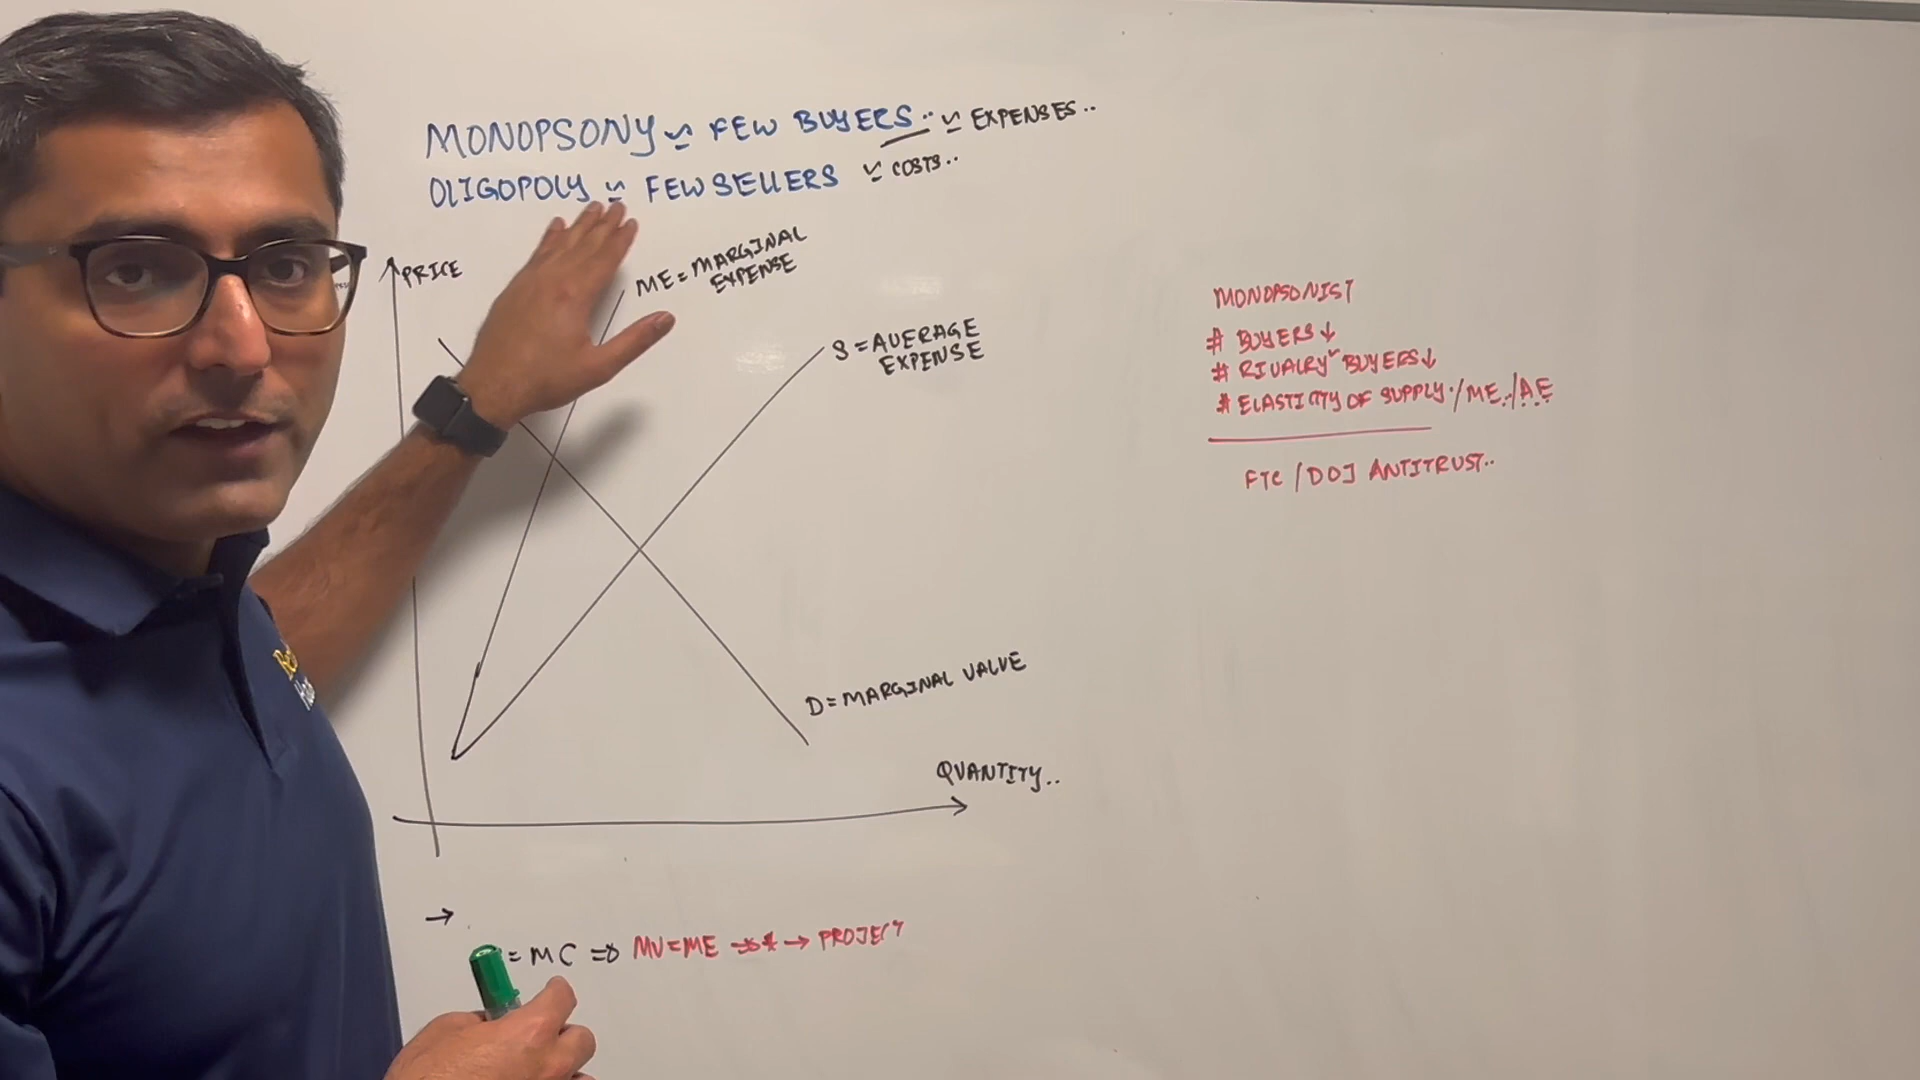 MONOPSONY ~ FEW BUYERS.. ~ EXPENSES..
OLIGOPOLY ~ FEW SELLERS ~ COSTS..
PRICE
ME = MARGINAL
EXPENSE
S = AVERAGE
EXPENSE
D = MARGINAL VALUE
QUANTITY..
→
= MC => MV=ME → PROJECT
MONOPSONIST
# BUYERS↓
# RIVALRY BUYERS↓
# ELASTICITY OF SUPPLY./ME./AE
FTC / DOJ ANTITRUST..